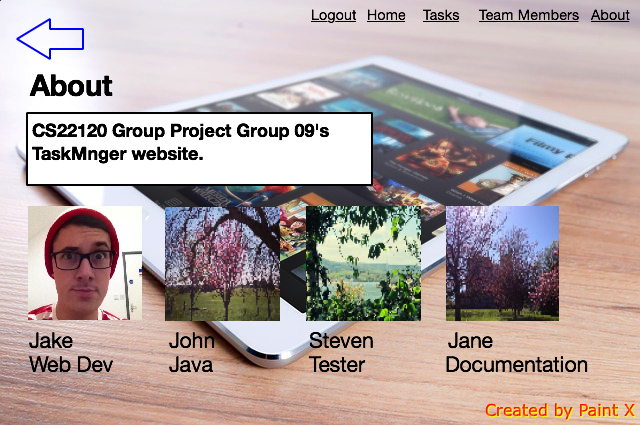 Logout Home Tasks Team Members About
About
CS22120 Group Project Group 09's
TaskMnger website.
Jake John Steven Jane
Web Dev Java Tester Documentation
Created by Paint X